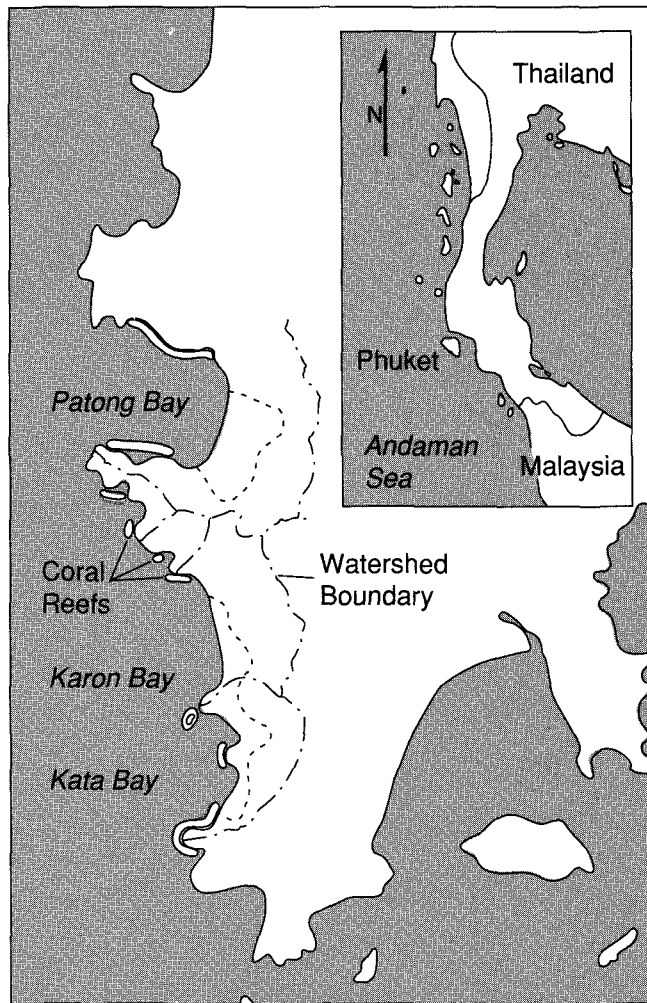 Thailand
N
Phuket
Andaman
Sea
Malaysia
Patong Bay
Coral
Reefs
Watershed
Boundary
Karon Bay
Kata Bay